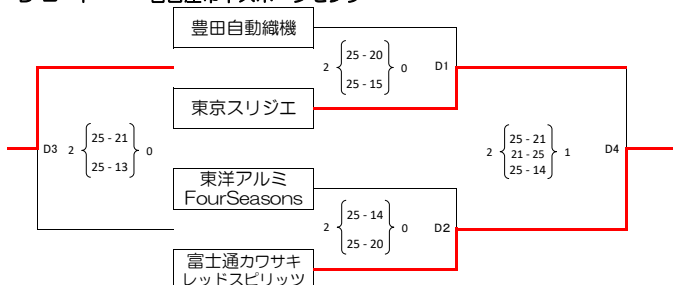 豊田自動織機
2 25 - 20 0 D1
25 - 15
東京スリジエ
D3 2 25 - 21 0
25 - 13
2 25 - 21 1 D4
21 - 25
25 - 14
東洋アルミ
FourSeasons
2 25 - 14 0 D2
25 - 20
富士通カワサキ
レッドスピリッツ